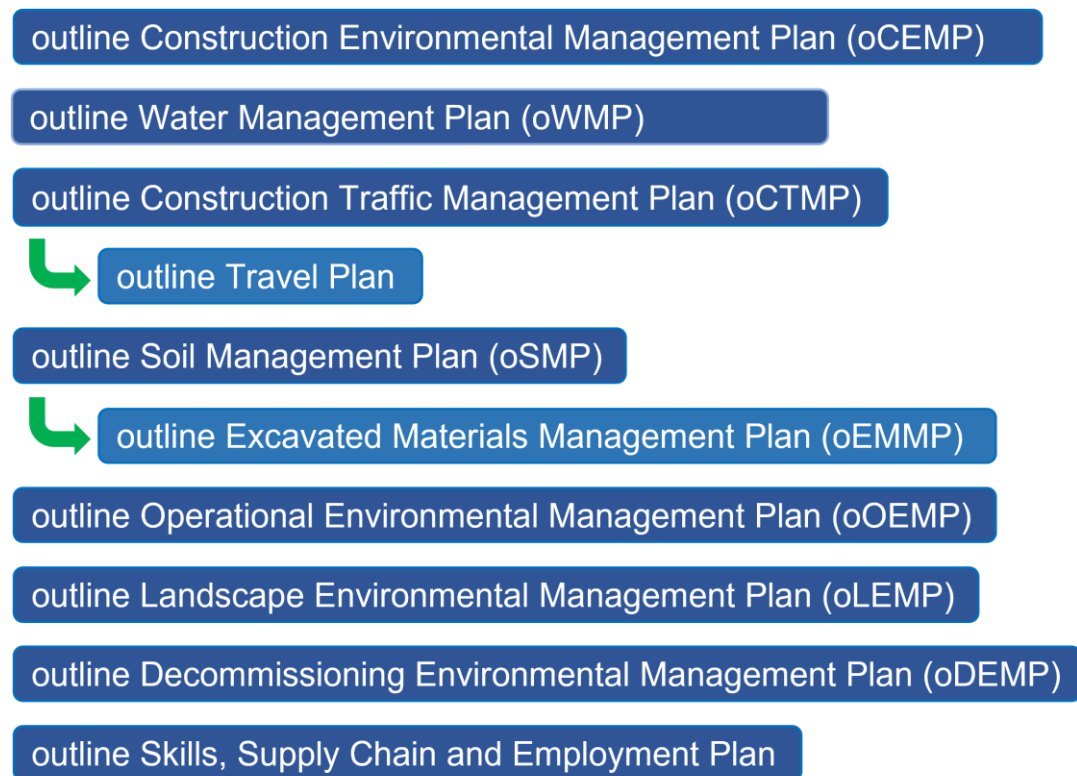 outline Construction Environmental Management Plan (oCEMP)
outline Water Management Plan (oWMP)
outline Construction Traffic Management Plan (oCTMP)
outline Travel Plan
outline Soil Management Plan (oSMP)
outline Excavated Materials Management Plan (oEMMP)
outline Operational Environmental Management Plan (oOEMP)
outline Landscape Environmental Management Plan (oLEMP)
outline Decommissioning Environmental Management Plan (oDEMP)
outline Skills, Supply Chain and Employment Plan